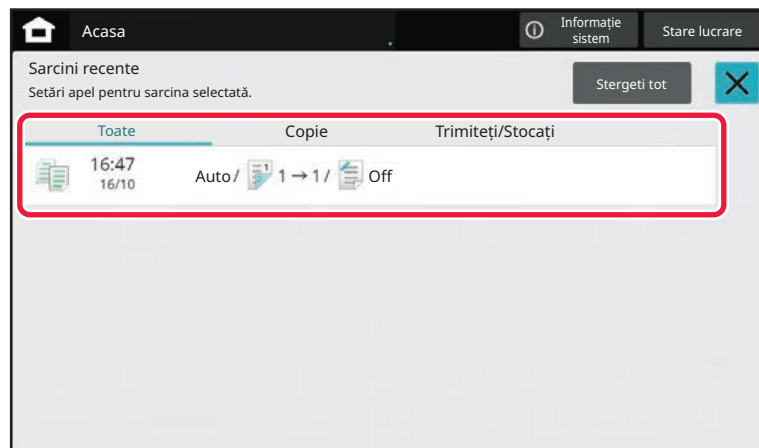 Acasa
Informație
sistem
Stare lucrare
Sarcini recente
Setări apel pentru sarcina selectată.
Stergeti tot
Toate Copie Trimiteți/Stocați
16:47
16/10
Auto / 1 → 1 / Off